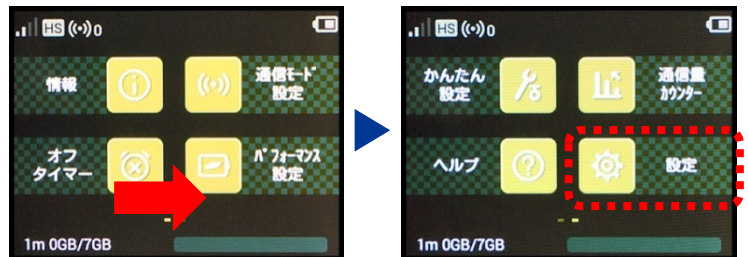 HS 0
情報
通信ﾓｰﾄﾞ
設定
オフ
タイマー
ﾊﾟﾌｫｰﾏﾝｽ
設定
1m 0GB/7GB
HS 0
かんたん
設定
通信量
ｶｳﾝﾀｰ
ヘルプ
設定
1m 0GB/7GB